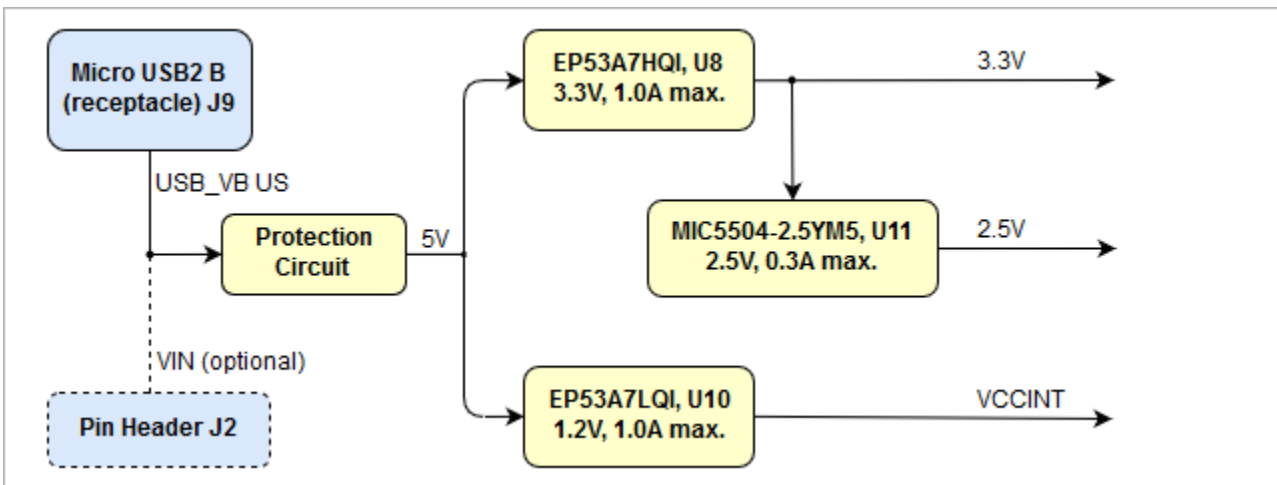 Micro USB2 B
(receptacle) J9
USB_VB US
Protection
Circuit
5V
VIN (optional)
Pin Header J2
EP53A7HQI, U8
3.3V, 1.0A max.
3.3V
MIC5504-2.5YM5, U11
2.5V, 0.3A max.
2.5V
EP53A7LQI, U10
1.2V, 1.0A max.
VCCINT